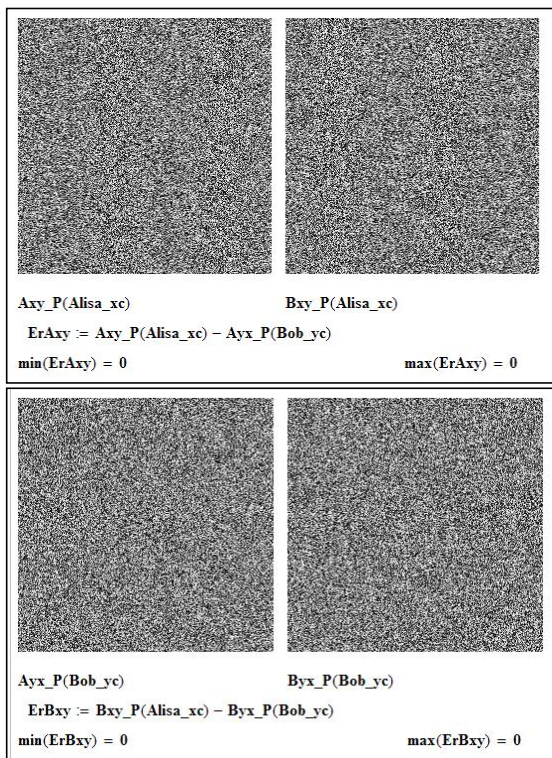 Axy_P(Alisa_xc) Bxy_P(Alisa_xc)
ErAxy := Axy_P(Alisa_xc) − Ayx_P(Bob_yc)
min(ErAxy) = 0 max(ErAxy) = 0
Ayx_P(Bob_yc) Byx_P(Bob_yc)
ErBxy := Bxy_P(Alisa_xc) − Byx_P(Bob_yc)
min(ErBxy) = 0 max(ErBxy) = 0